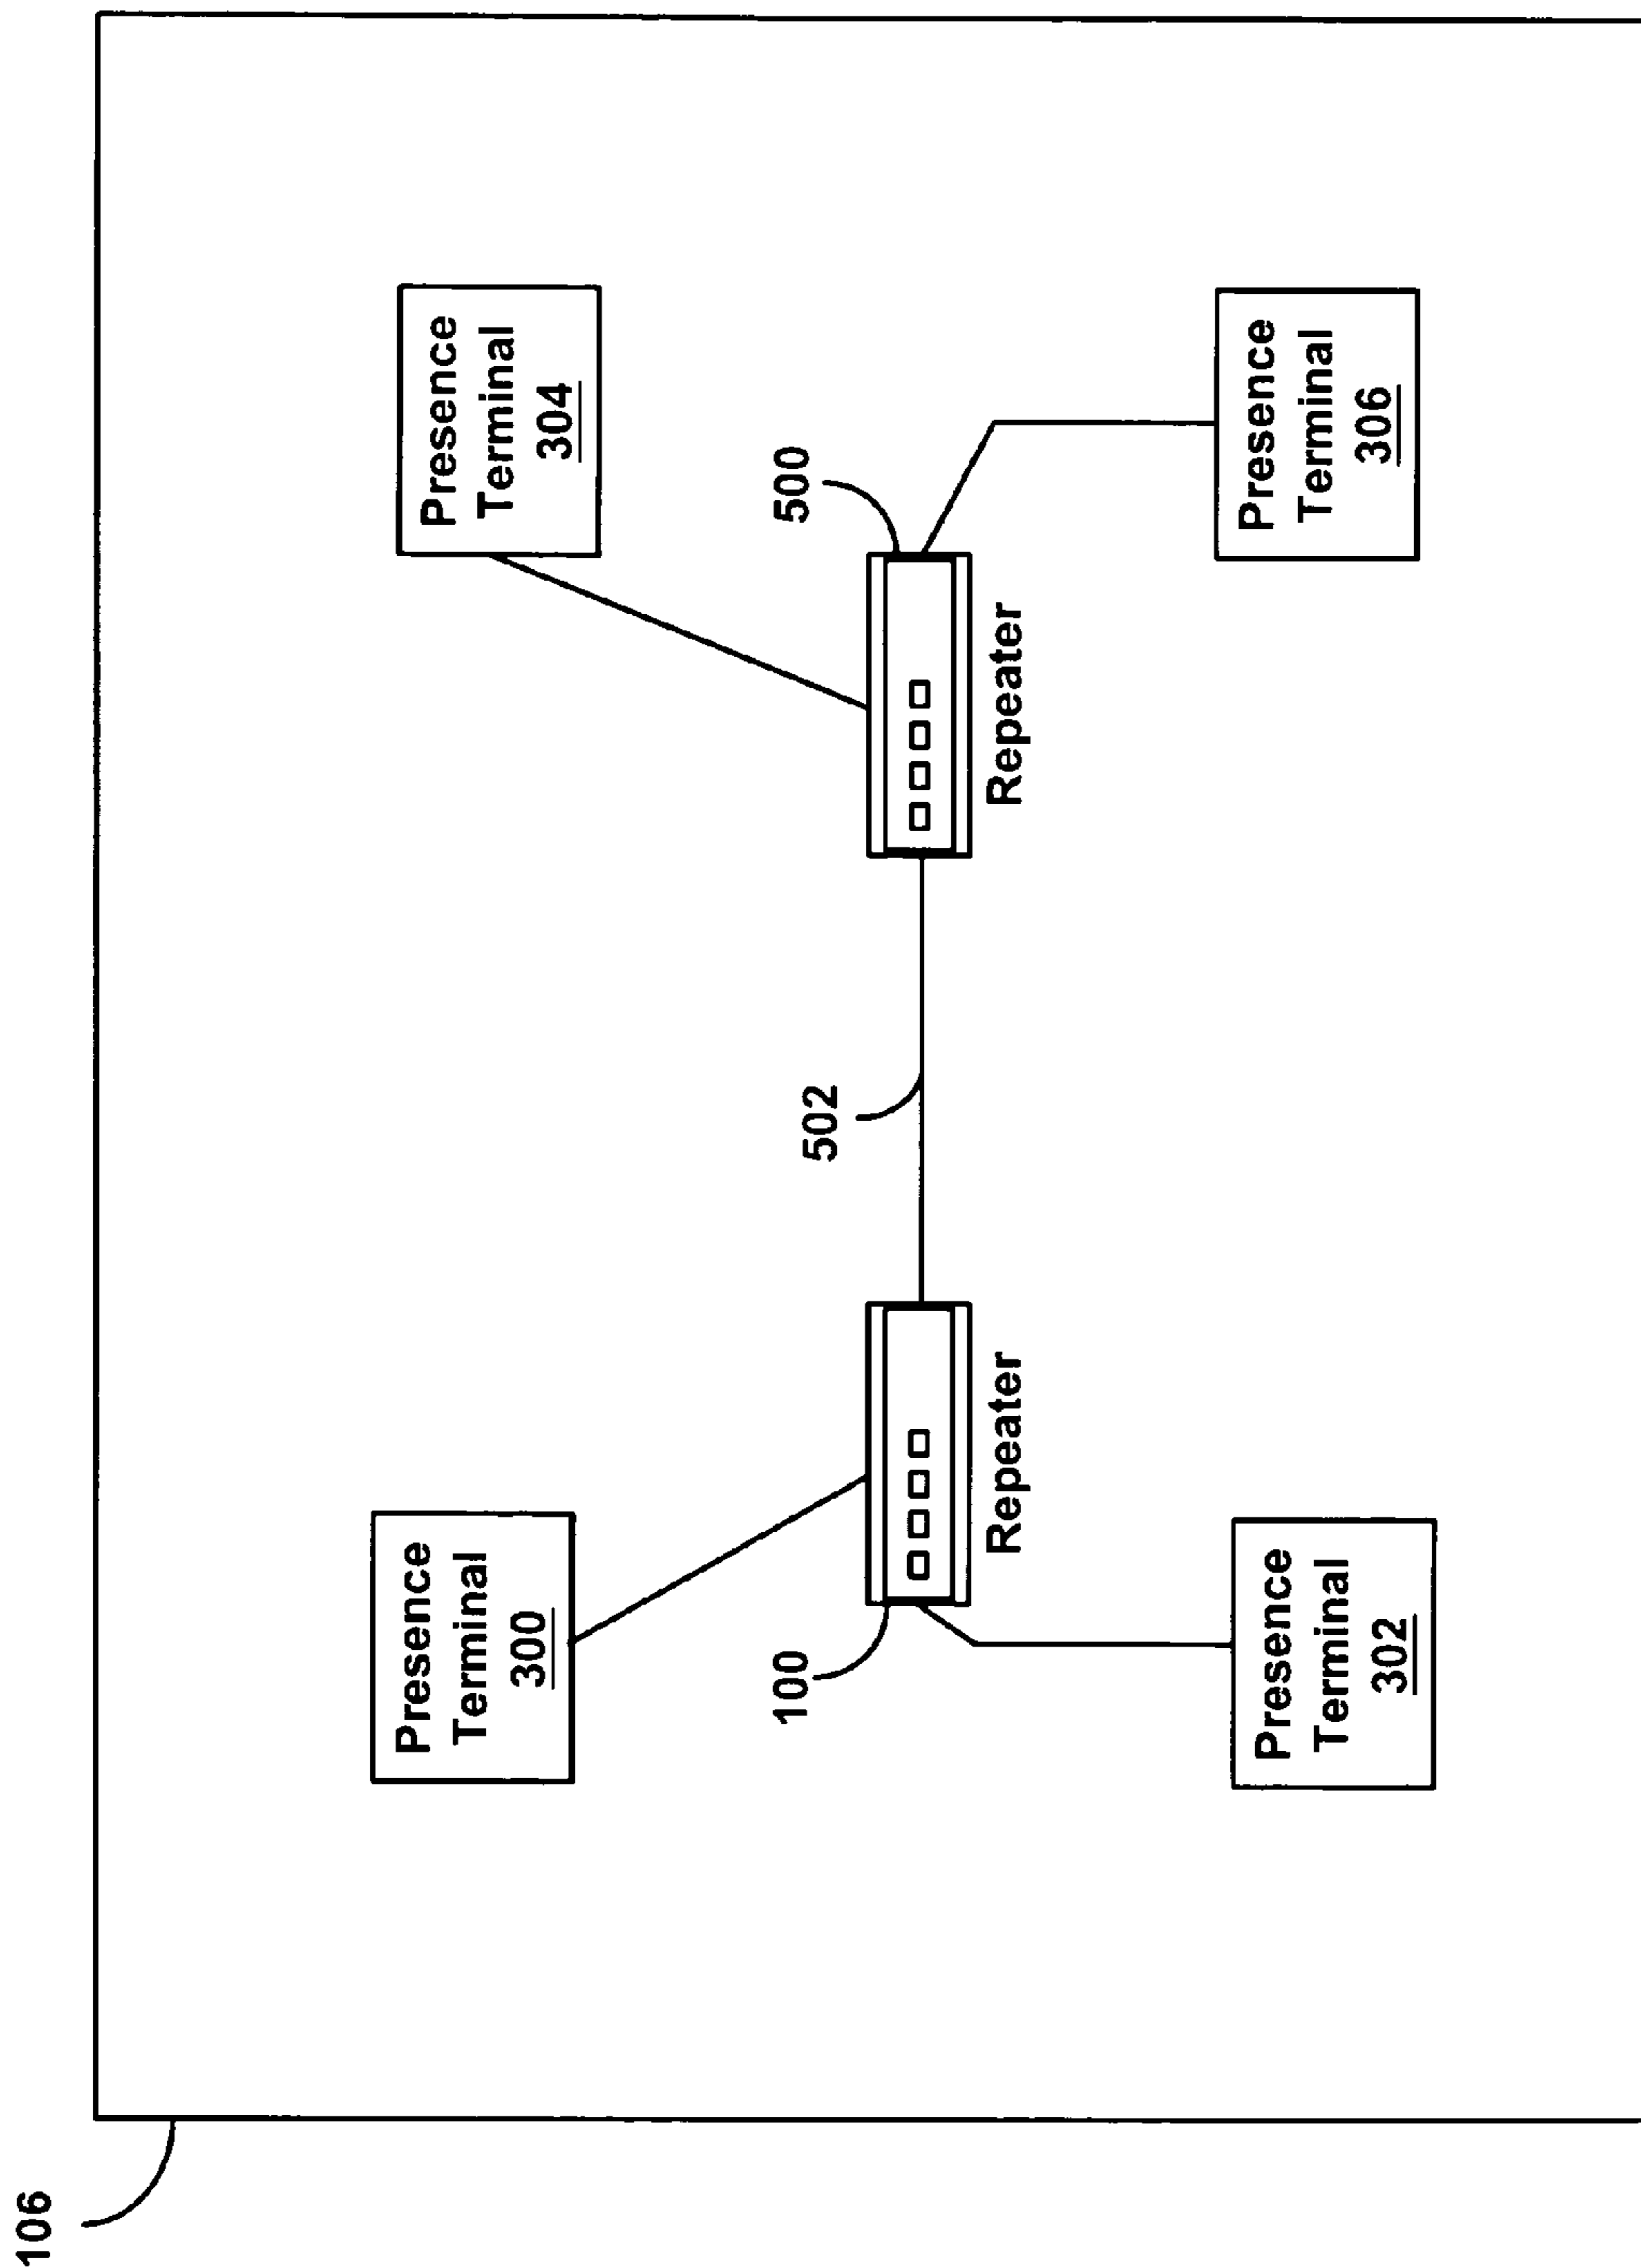 106
Presence
Terminal
300
Presence
Terminal
304
100
Repeater
502
500
Repeater
Presence
Terminal
302
Presence
Terminal
306